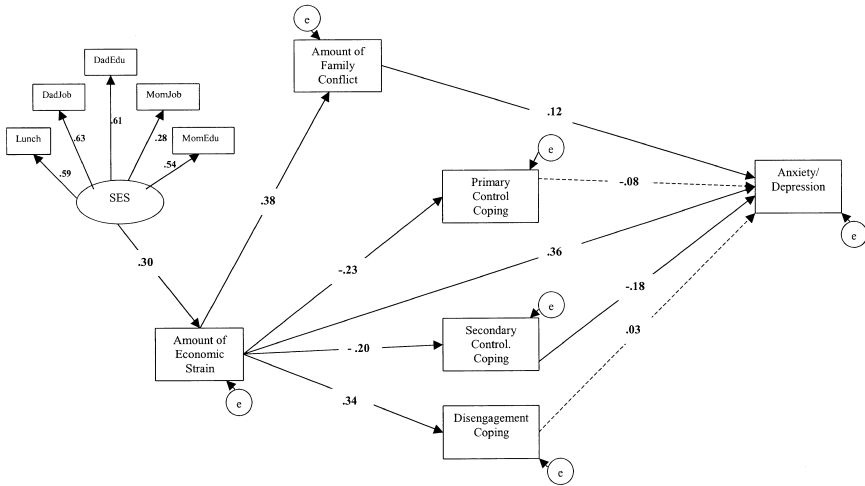 e
Amount of
Family
Conflict
DadEdu
DadJob
MomJob
Lunch
MomEdu
.59
.63
.61
.28
.54
SES
.12
e
Primary
Control
Coping
-.08
Anxiety/
Depression
e
.38
.30
-.23
.36
-.18
e
Amount of
Economic
Strain
e
- .20
Secondary
Control.
Coping
.03
.34
Disengagement
Coping
e